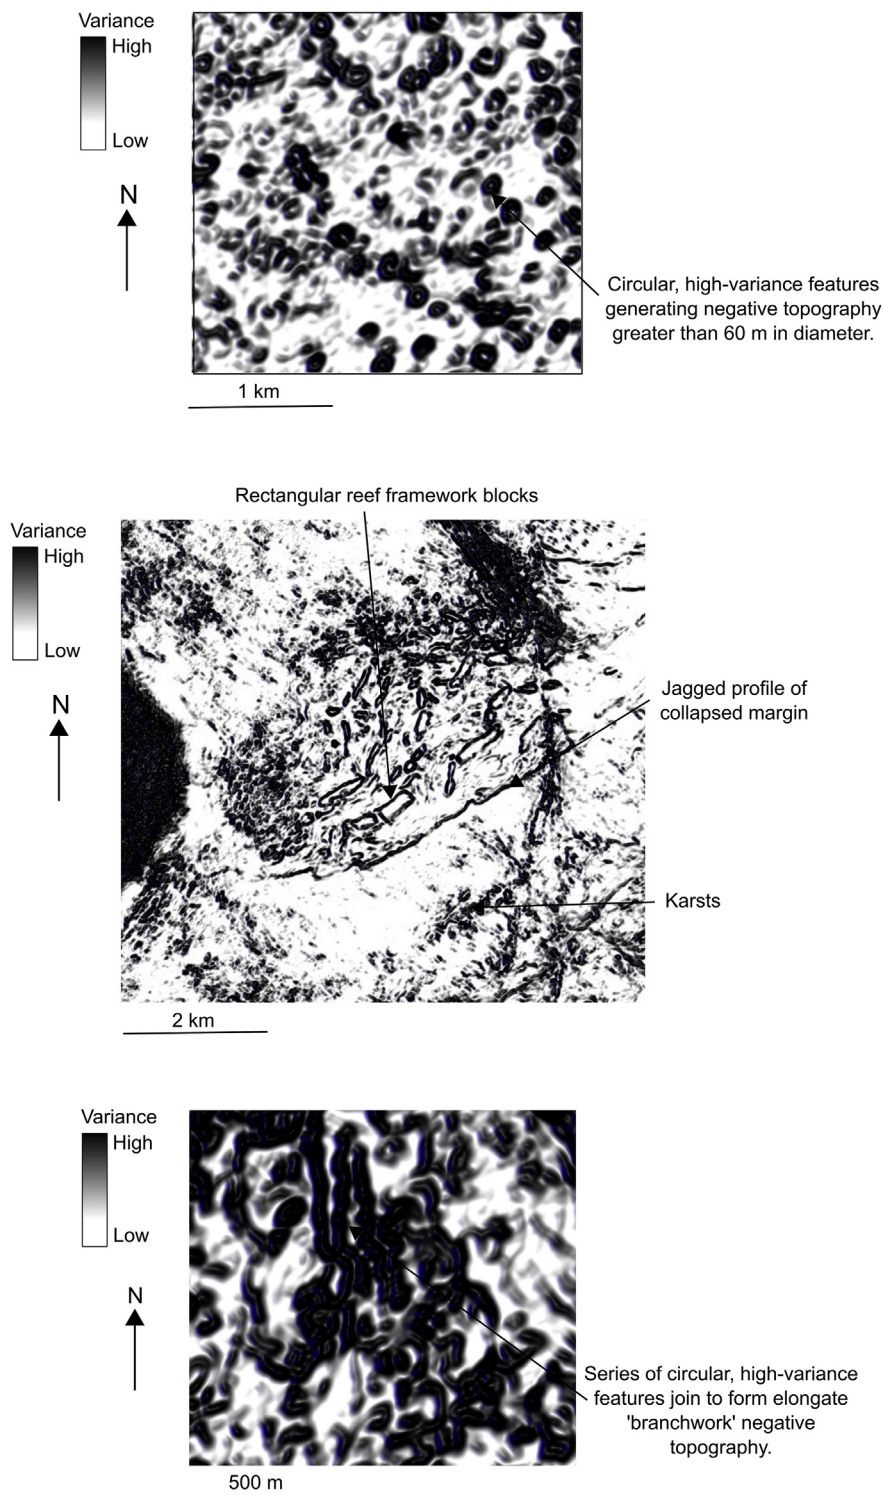 Variance
High
Low
N
Circular, high-variance features
generating negative topography
greater than 60 m in diameter.
1 km
Rectangular reef framework blocks
Variance
High
Low
N
Jagged profile of
collapsed margin
Karsts
2 km
Variance
High
Low
N
Series of circular, high-variance
features join to form elongate
'branchwork' negative
topography.
500 m